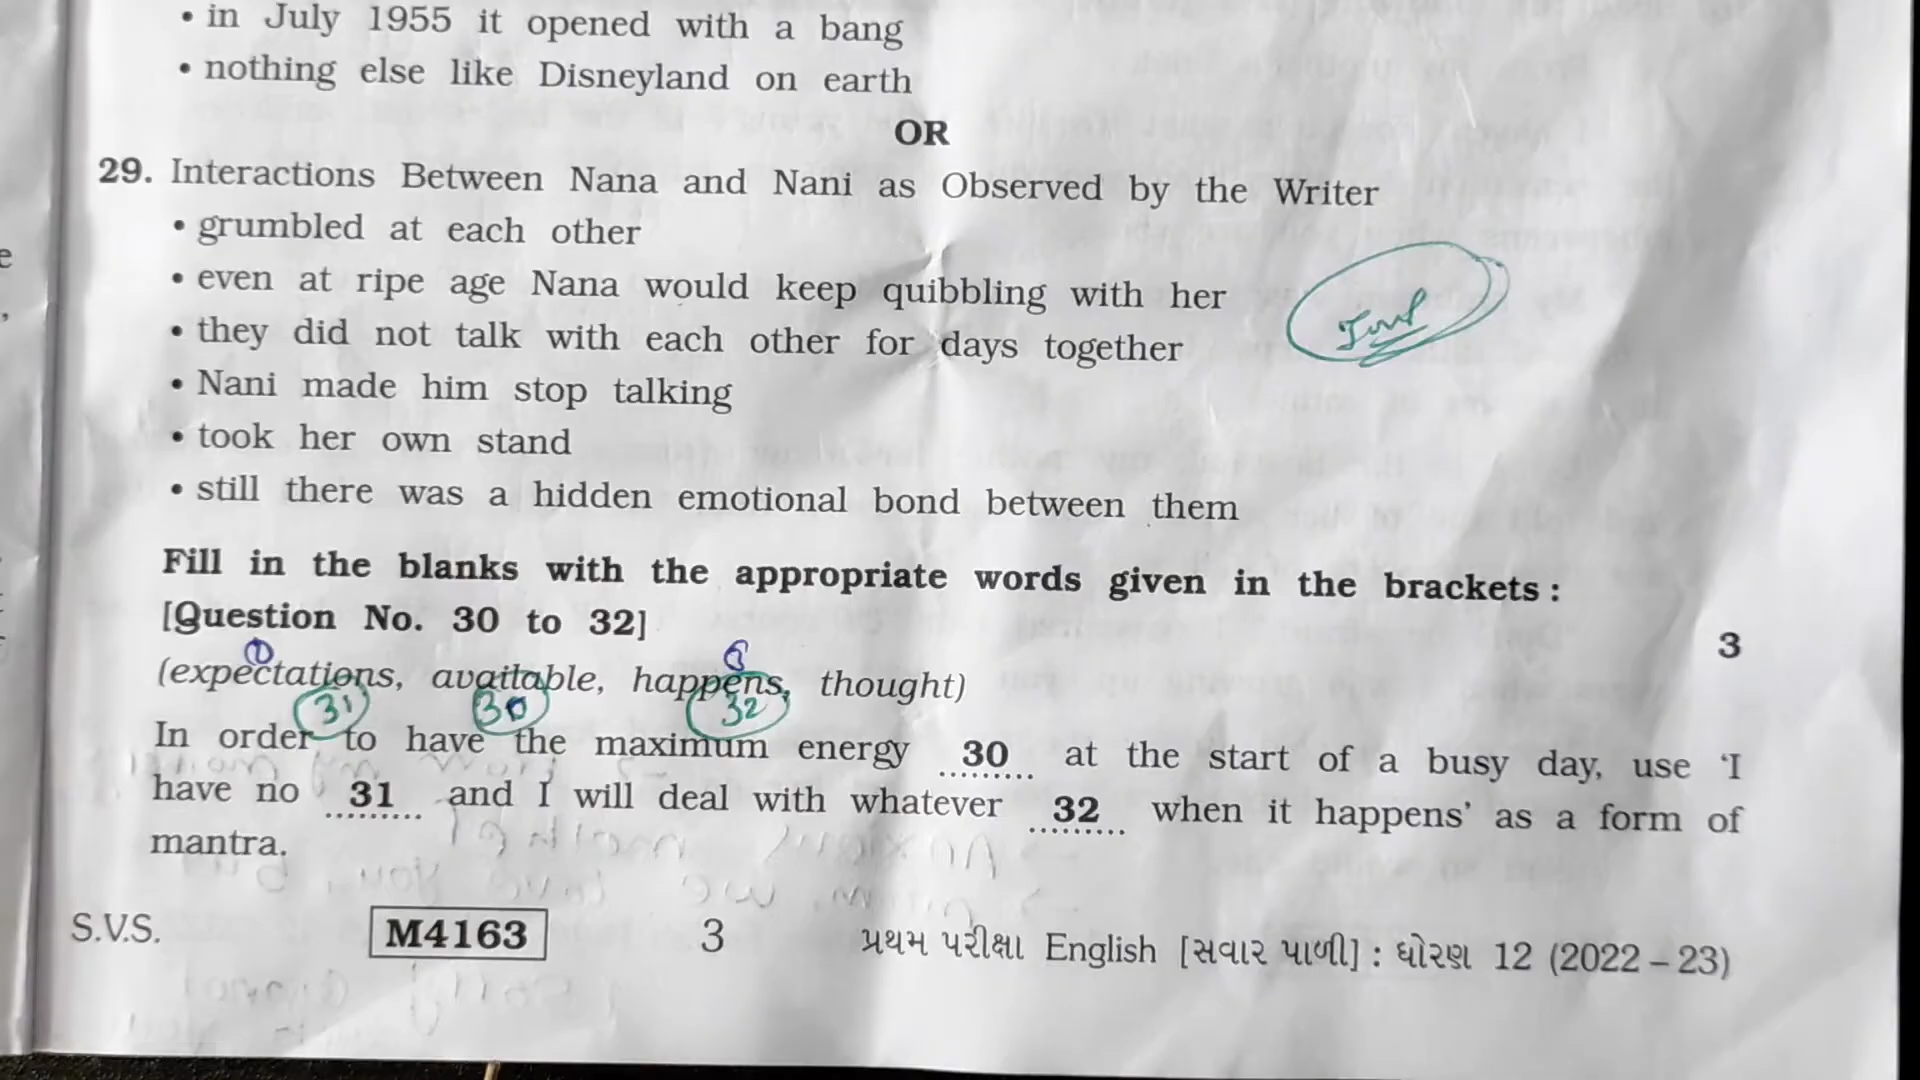 • in July 1955 it opened with a bang
• nothing else like Disneyland on earth
OR
29. Interactions Between Nana and Nani as Observed by the Writer
• grumbled at each other
• even at ripe age Nana would keep quibbling with her
• they did not talk with each other for days together
• Nani made him stop talking
• took her own stand
• still there was a hidden emotional bond between them
Fill in the blanks with the appropriate words given in the brackets :
[Question No. 30 to 32]
3
(expectations, available, happens, thought)
31 30 32
In order to have the maximum energy 30 at the start of a busy day, use 'I
have no 31 and I will deal with whatever 32 when it happens' as a form of
mantra.
S.V.S. M4163 3 પ્રથમ પરીક્ષા English [સવાર પાળી] : ધોરણ 12 (2022 – 23)